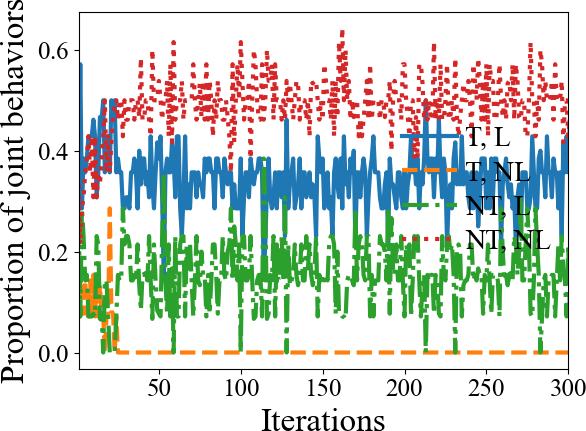 Proportion of joint behaviors
0.6
0.4
0.2
0.0
T, L
T, NL
NT, L
NT, NL
50
100
150
200
250
300
Iterations